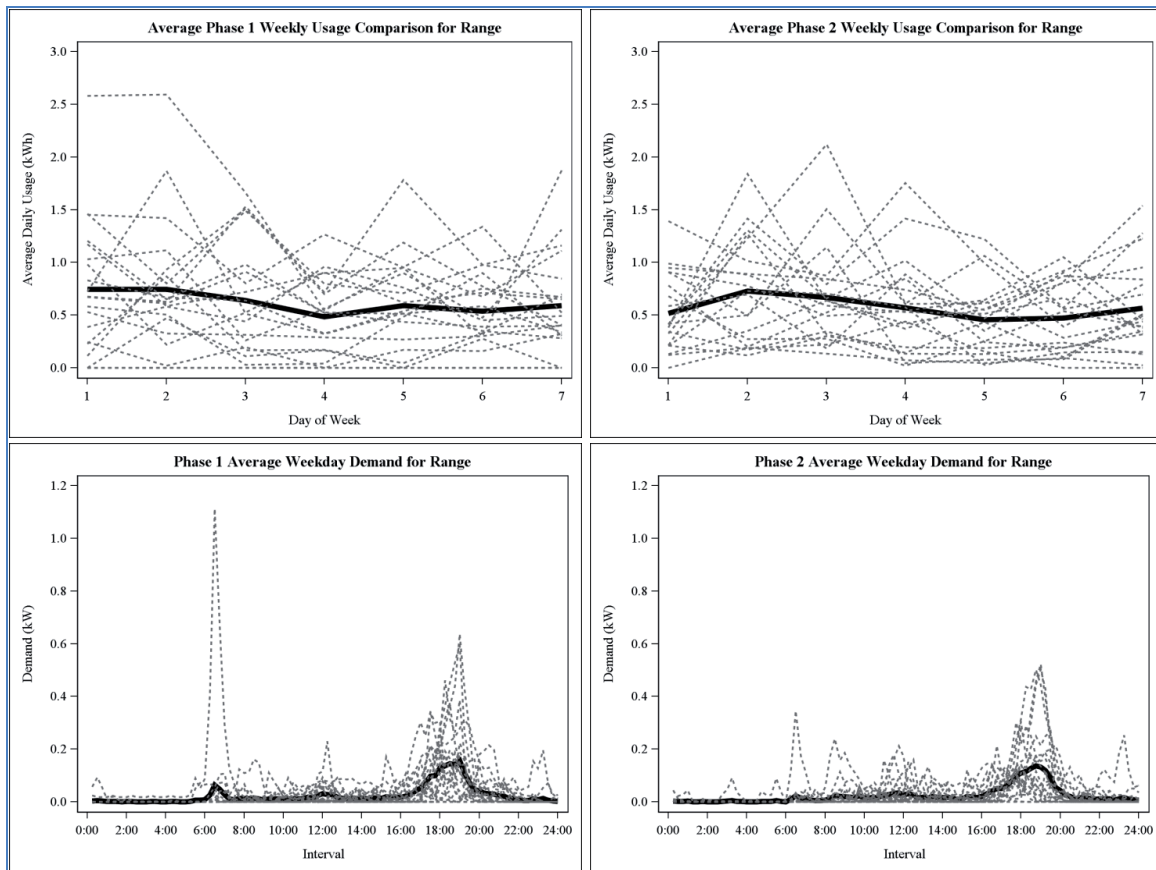 Average Phase 1 Weekly Usage Comparison for Range
3.0
2.5
2.0
1.5
1.0
0.5
0.0
Average Daily Usage (kWh)
1 2 3 4 5 6 7
Day of Week
Average Phase 2 Weekly Usage Comparison for Range
3.0
2.5
2.0
1.5
1.0
0.5
0.0
Average Daily Usage (kWh)
1 2 3 4 5 6 7
Day of Week
Phase 1 Average Weekday Demand for Range
1.2
1.0
0.8
0.6
0.4
0.2
0.0
Demand (kW)
0:00 2:00 4:00 6:00 8:00 10:00 12:00 14:00 16:00 18:00 20:00 22:00 24:00
Interval
Phase 2 Average Weekday Demand for Range
1.2
1.0
0.8
0.6
0.4
0.2
0.0
Demand (kW)
0:00 2:00 4:00 6:00 8:00 10:00 12:00 14:00 16:00 18:00 20:00 22:00 24:00
Interval